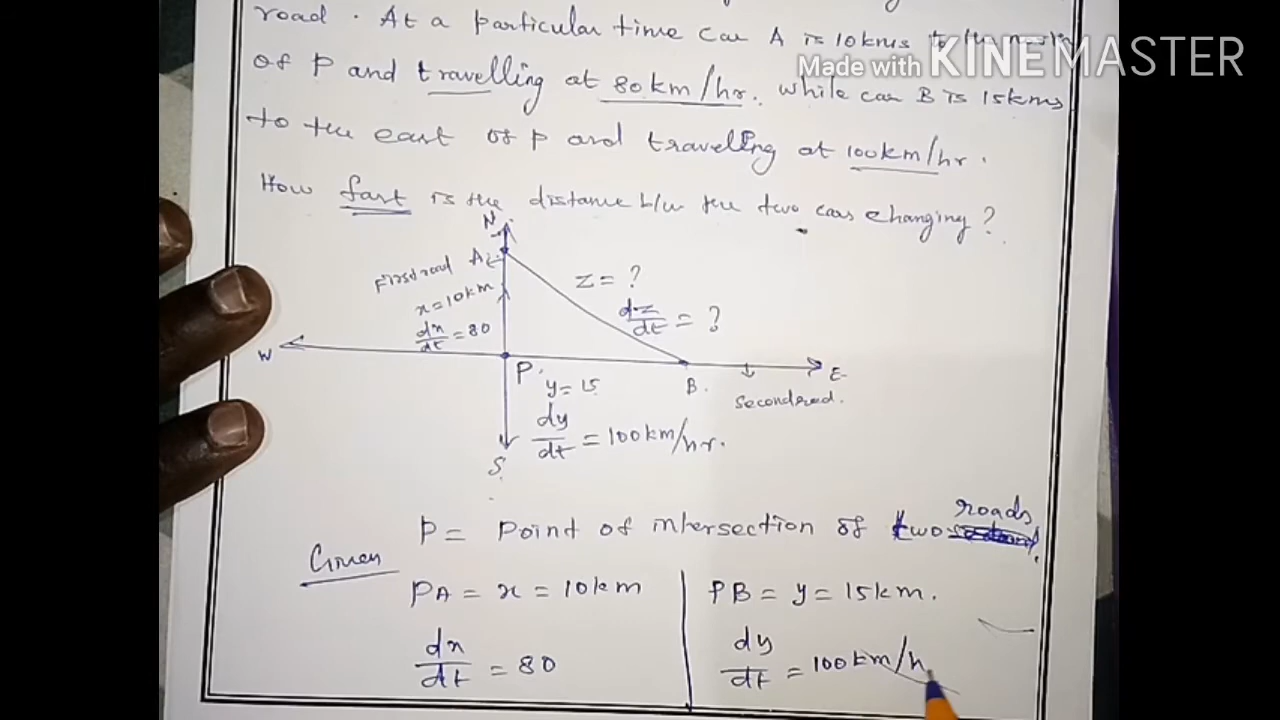 road. At a particular time car A is 10kms to the north
Made with KINEMASTER
of P and travelling at 80 km/hr. while car B is 15kms
to the east of P and travelling at 100km/hr.
How fast is the distance b/w the two cars changing?
N
First road A
x=10km
z = ?
dx/dt = 80
dz/dt = ?
W
P.
y= 15
B.
E
Second road.
dy/dt = 100km/hr.
S.
P = Point of intersection of two roads.
Given
PA = x = 10km
PB = y = 15km.
dx/dt = 80
dy/dt = 100km/h